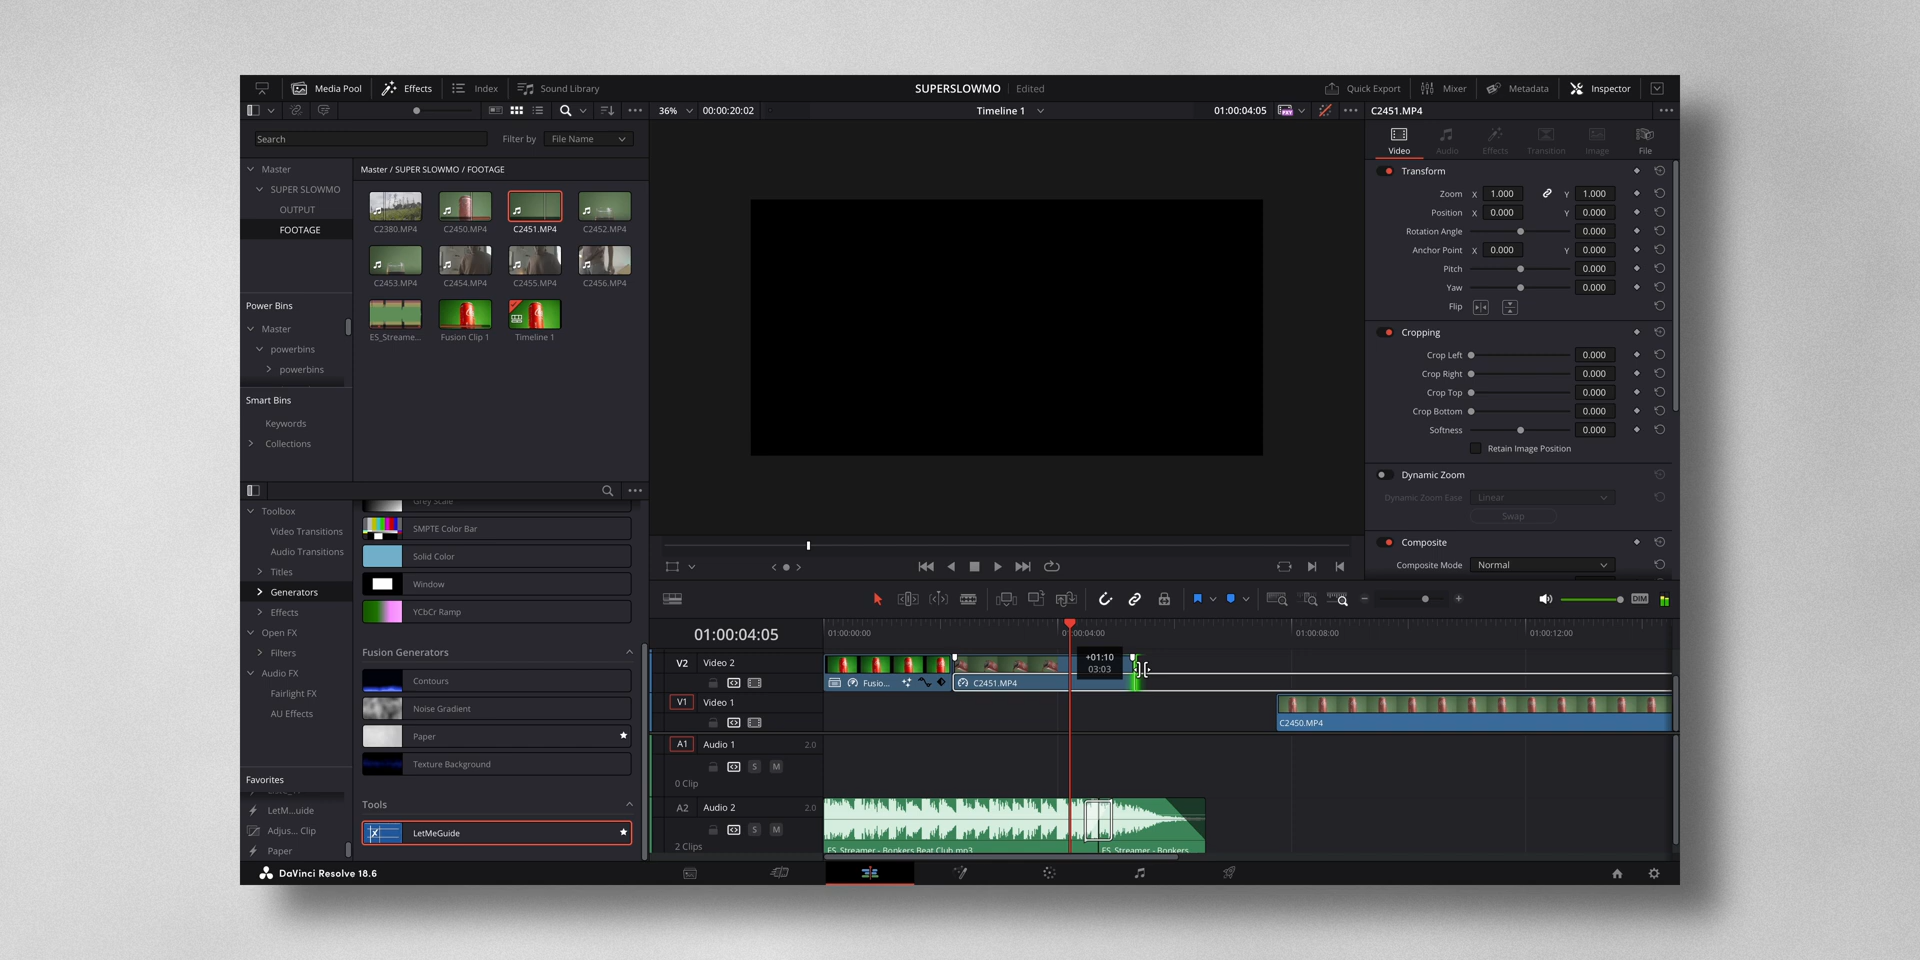 Media Pool
Effects
Index
Sound Library
SUPERSLOWMO
Edited
Quick Export
Mixer
Metadata
Inspector
36%
00:00:20:02
Timeline 1
01:00:04:05
C2451.MP4
Search
Filter by
File Name
Master
SUPER SLOWMO
OUTPUT
FOOTAGE
Master / SUPER SLOWMO / FOOTAGE
C2380.MP4
C2450.MP4
C2451.MP4
C2452.MP4
C2453.MP4
C2454.MP4
C2455.MP4
C2456.MP4
ES_Streame...
Fusion Clip 1
Timeline 1
Power Bins
Master
powerbins
powerbins
Smart Bins
Keywords
Collections
Video
Audio
Effects
Transition
Image
File
Transform
Zoom X 1.000 Y 1.000
Position X 0.000 Y 0.000
Rotation Angle 0.000
Anchor Point X 0.000 Y 0.000
Pitch 0.000
Yaw 0.000
Flip
Cropping
Crop Left 0.000
Crop Right 0.000
Crop Top 0.000
Crop Bottom 0.000
Softness 0.000
Retain Image Position
Dynamic Zoom
Dynamic Zoom Ease Linear
Swap
Composite
Composite Mode Normal
Toolbox
Video Transitions
Audio Transitions
Titles
Generators
Effects
Open FX
Filters
Audio FX
Fairlight FX
AU Effects
Favorites
LetM...uide
Adjus... Clip
Paper
Grey Scale
SMPTE Color Bar
Solid Color
Window
YCbCr Ramp
Fusion Generators
Contours
Noise Gradient
Paper
Texture Background
Tools
LetMeGuide
DIM
01:00:04:05
01:00:00:00
01:00:04:00
01:00:08:00
01:00:12:00
V2 Video 2
Fusio...
C2451.MP4
+01:10
03:03
V1 Video 1
C2450.MP4
A1 Audio 1 2.0
S M
0 Clip
A2 Audio 2 2.0
S M
2 Clips
ES_Streamer - Bonkers Beat Club.mp3
ES_Streamer - Bonkers
DaVinci Resolve 18.6